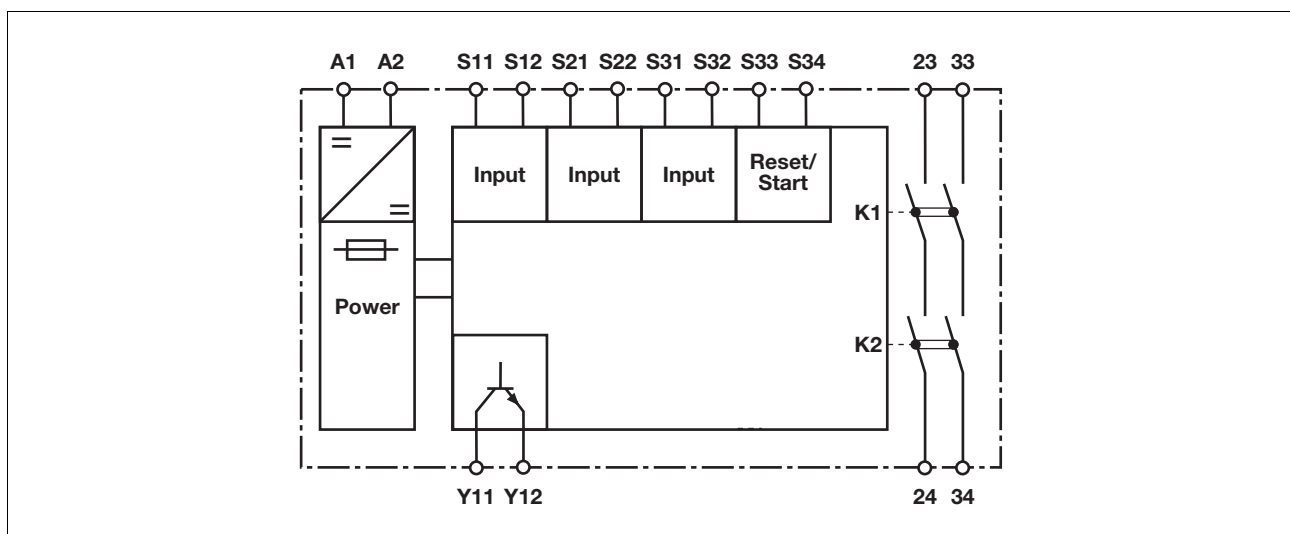 A1 A2 S11 S12 S21 S22 S31 S32 S33 S34 23 33
Input Input Input Reset/
Start
K1
Power
K2
Y11 Y12 24 34